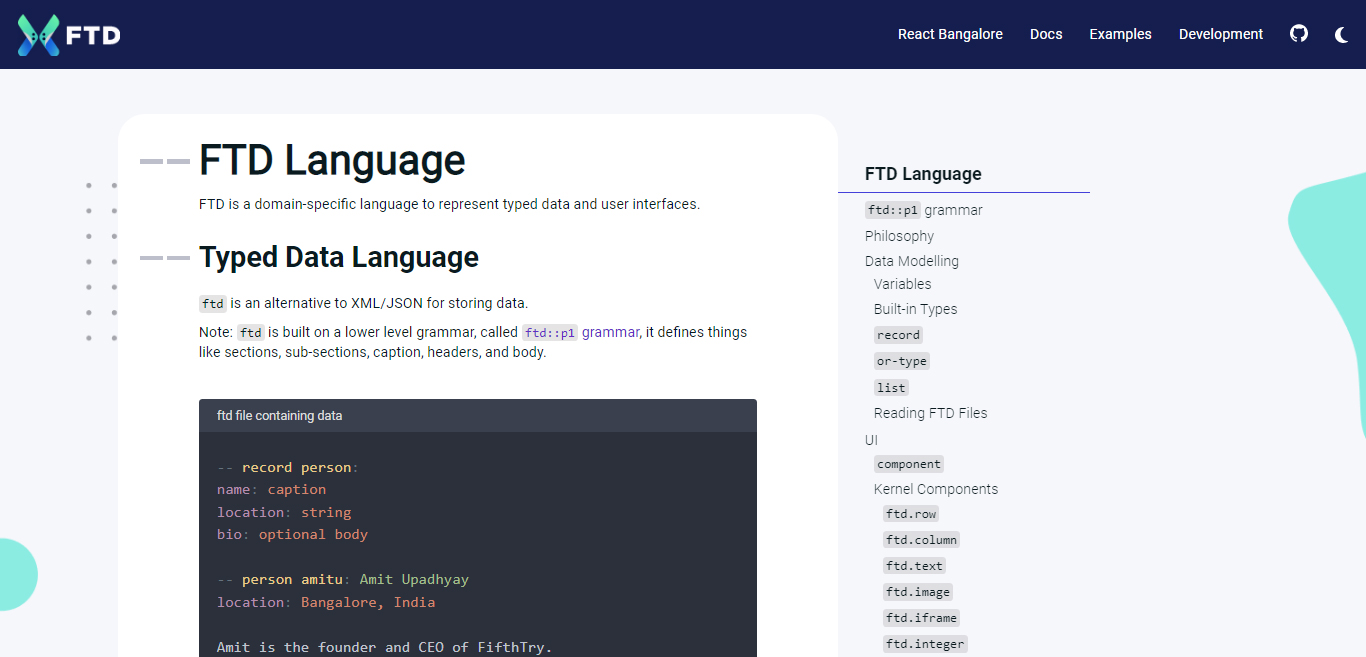 FTD
React Bangalore Docs Examples Development
FTD Language
FTD is a domain-specific language to represent typed data and user interfaces.
Typed Data Language
ftd is an alternative to XML/JSON for storing data.
Note: ftd is built on a lower level grammar, called ftd::p1 grammar, it defines things
like sections, sub-sections, caption, headers, and body.
ftd file containing data
-- record person:
name: caption
location: string
bio: optional body
-- person amitu: Amit Upadhyay
location: Bangalore, India
Amit is the founder and CEO of FifthTry.
FTD Language
ftd::p1 grammar
Philosophy
Data Modelling
Variables
Built-in Types
record
or-type
list
Reading FTD Files
UI
component
Kernel Components
ftd.row
ftd.column
ftd.text
ftd.image
ftd.iframe
ftd.integer